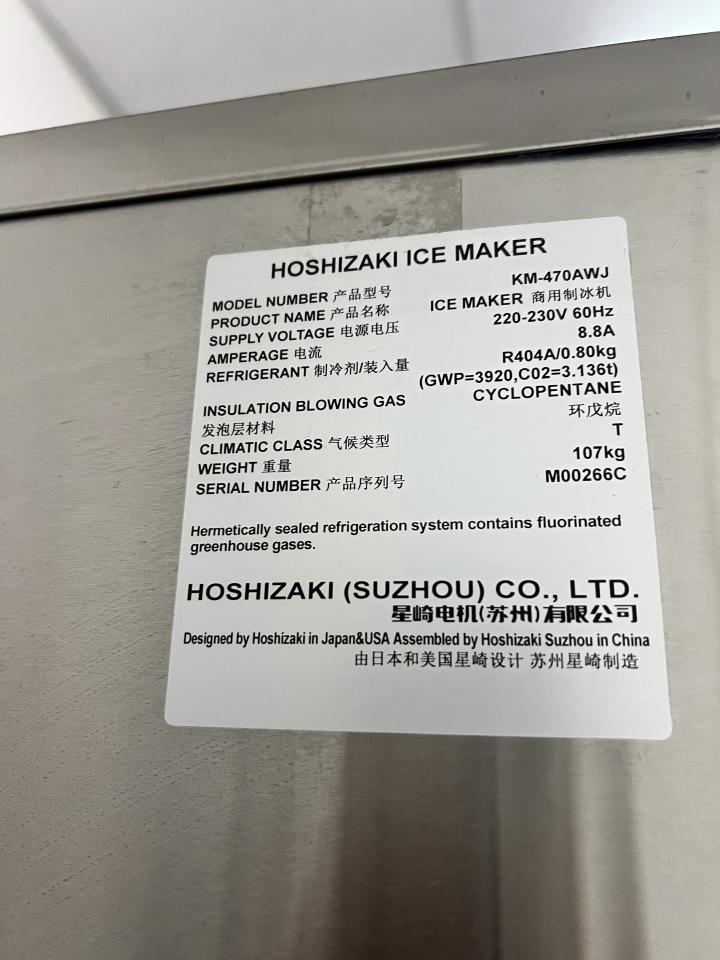 HOSHIZAKI ICE MAKER
MODEL NUMBER 产品型号 KM-470AWJ
PRODUCT NAME 产品名称 ICE MAKER 商用制冰机
SUPPLY VOLTAGE 电源电压 220-230V 60Hz
AMPERAGE 电流 8.8A
REFRIGERANT 制冷剂/装入量 R404A/0.80kg
(GWP=3920,C02=3.136t)
INSULATION BLOWING GAS CYCLOPENTANE
发泡层材料 环戊烷
CLIMATIC CLASS 气候类型 T
WEIGHT 重量 107kg
SERIAL NUMBER 产品序列号 M00266C
Hermetically sealed refrigeration system contains fluorinated
greenhouse gases.
HOSHIZAKI (SUZHOU) CO., LTD.
星崎电机(苏州)有限公司
Designed by Hoshizaki in Japan&USA Assembled by Hoshizaki Suzhou in China
由日本和美国星崎设计 苏州星崎制造